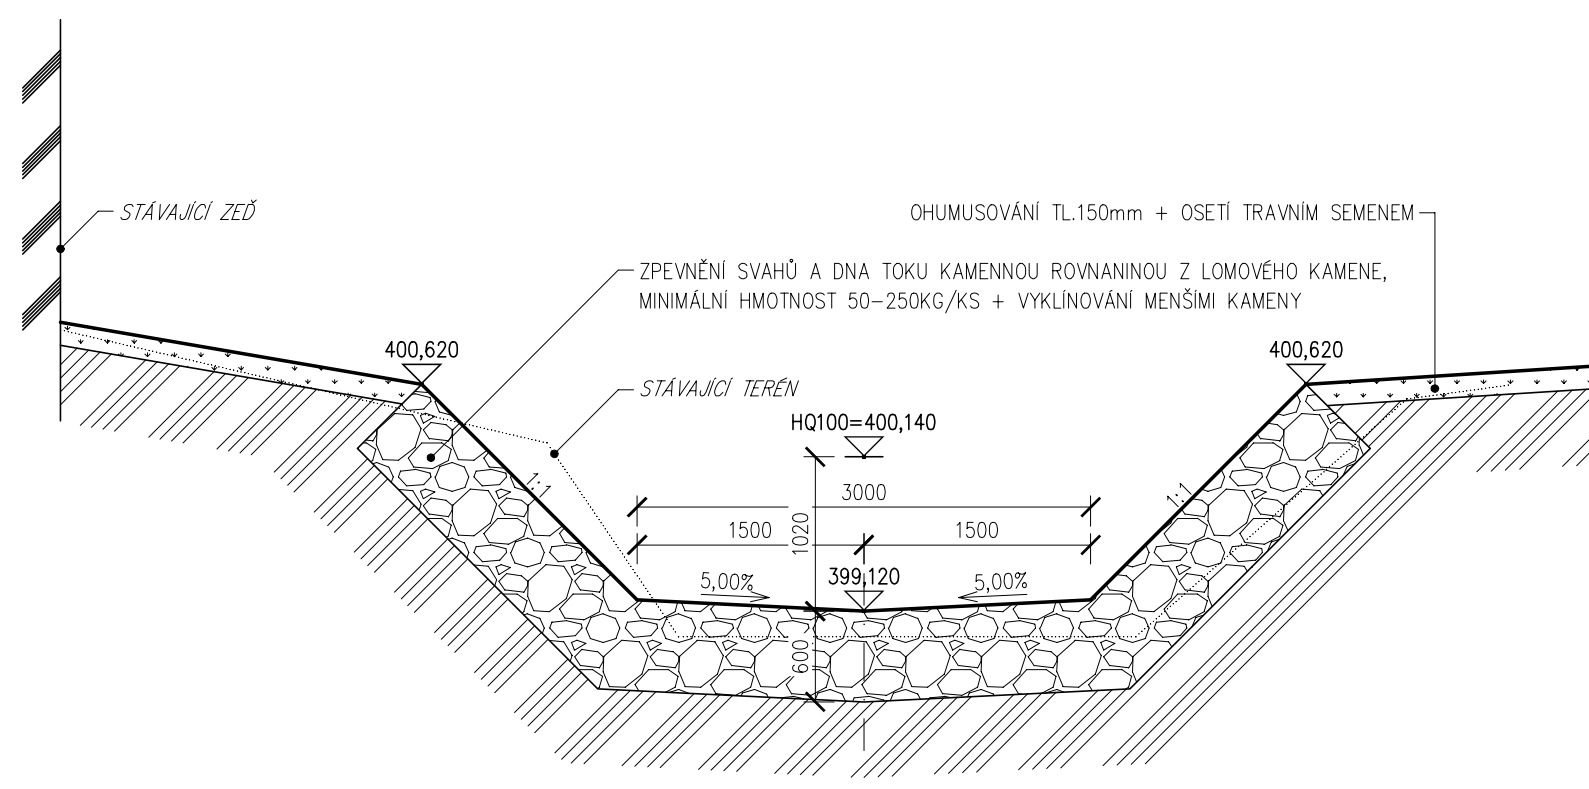 STÁVAJÍCÍ ZEĎ
OHUMUSOVÁNÍ TL.150mm + OSETÍ TRAVNÍM SEMENEM
ZPEVNĚNÍ SVAHŮ A DNA TOKU KAMENNOU ROVNANINOU Z LOMOVÉHO KAMENE,
MINIMÁLNÍ HMOTNOST 50-250KG/KS + VYKLÍNOVÁNÍ MENŠÍMI KAMENY
400,620
400,620
STÁVAJÍCÍ TERÉN
HQ100=400,140
1:1
1:1
3000
1500
1020
1500
5,00%
399,120
5,00%
600